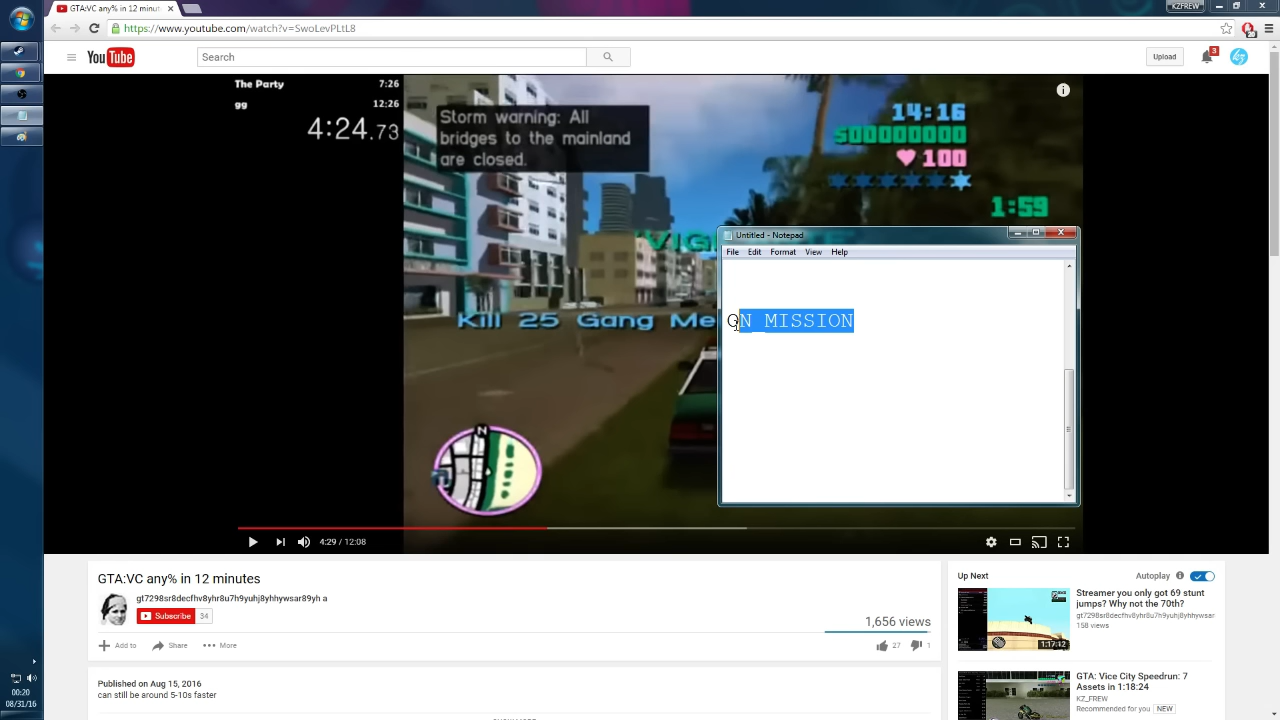 GTA:VC any% in 12 minut
KZFREW
https://www.youtube.com/watch?v=SwoLevPLtL8
YouTube
Search
Upload
3
kz
The Party 7:26
gg 12:26
4:24.73
Storm warning: All
bridges to the mainland
are closed.
14:16
$00000000
100
1:59
Untitled - Notepad
File Edit Format View Help
ON_MISSION
Kill 25 Gang Me
N
4:29 / 12:08
GTA:VC any% in 12 minutes
gt7298sr8decfhv8yhr8u7h9yuhj8yhhywsar89yh a
Subscribe 34
1,656 views
Add to Share More
27 1
Published on Aug 15, 2016
can still be around 5-10s faster
Up Next
Autoplay
Streamer you only got 69 stunt
jumps? Why not the 70th?
gt7298sr8decfhv8yhr8u7h9yuhj8yhhywsar
158 views
1:17:12
GTA: Vice City Speedrun: 7
Assets in 1:18:24
KZ_FREW
Recommended for you NEW
00:20
08/31/16